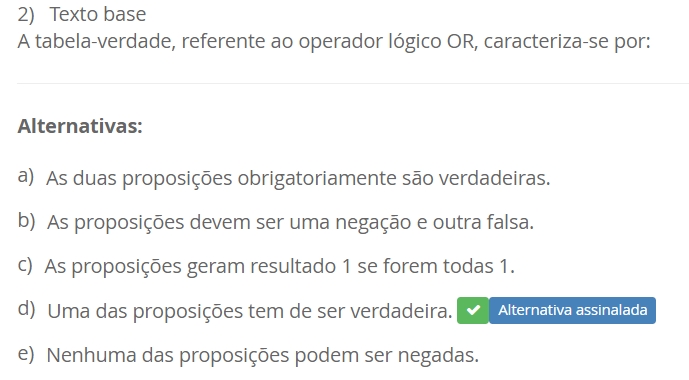 2) Texto base
A tabela-verdade, referente ao operador lógico OR, caracteriza-se por:
Alternativas:
a) As duas proposições obrigatoriamente são verdadeiras.
b) As proposições devem ser uma negação e outra falsa.
c) As proposições geram resultado 1 se forem todas 1.
d) Uma das proposições tem de ser verdadeira. Alternativa assinalada
e) Nenhuma das proposições podem ser negadas.